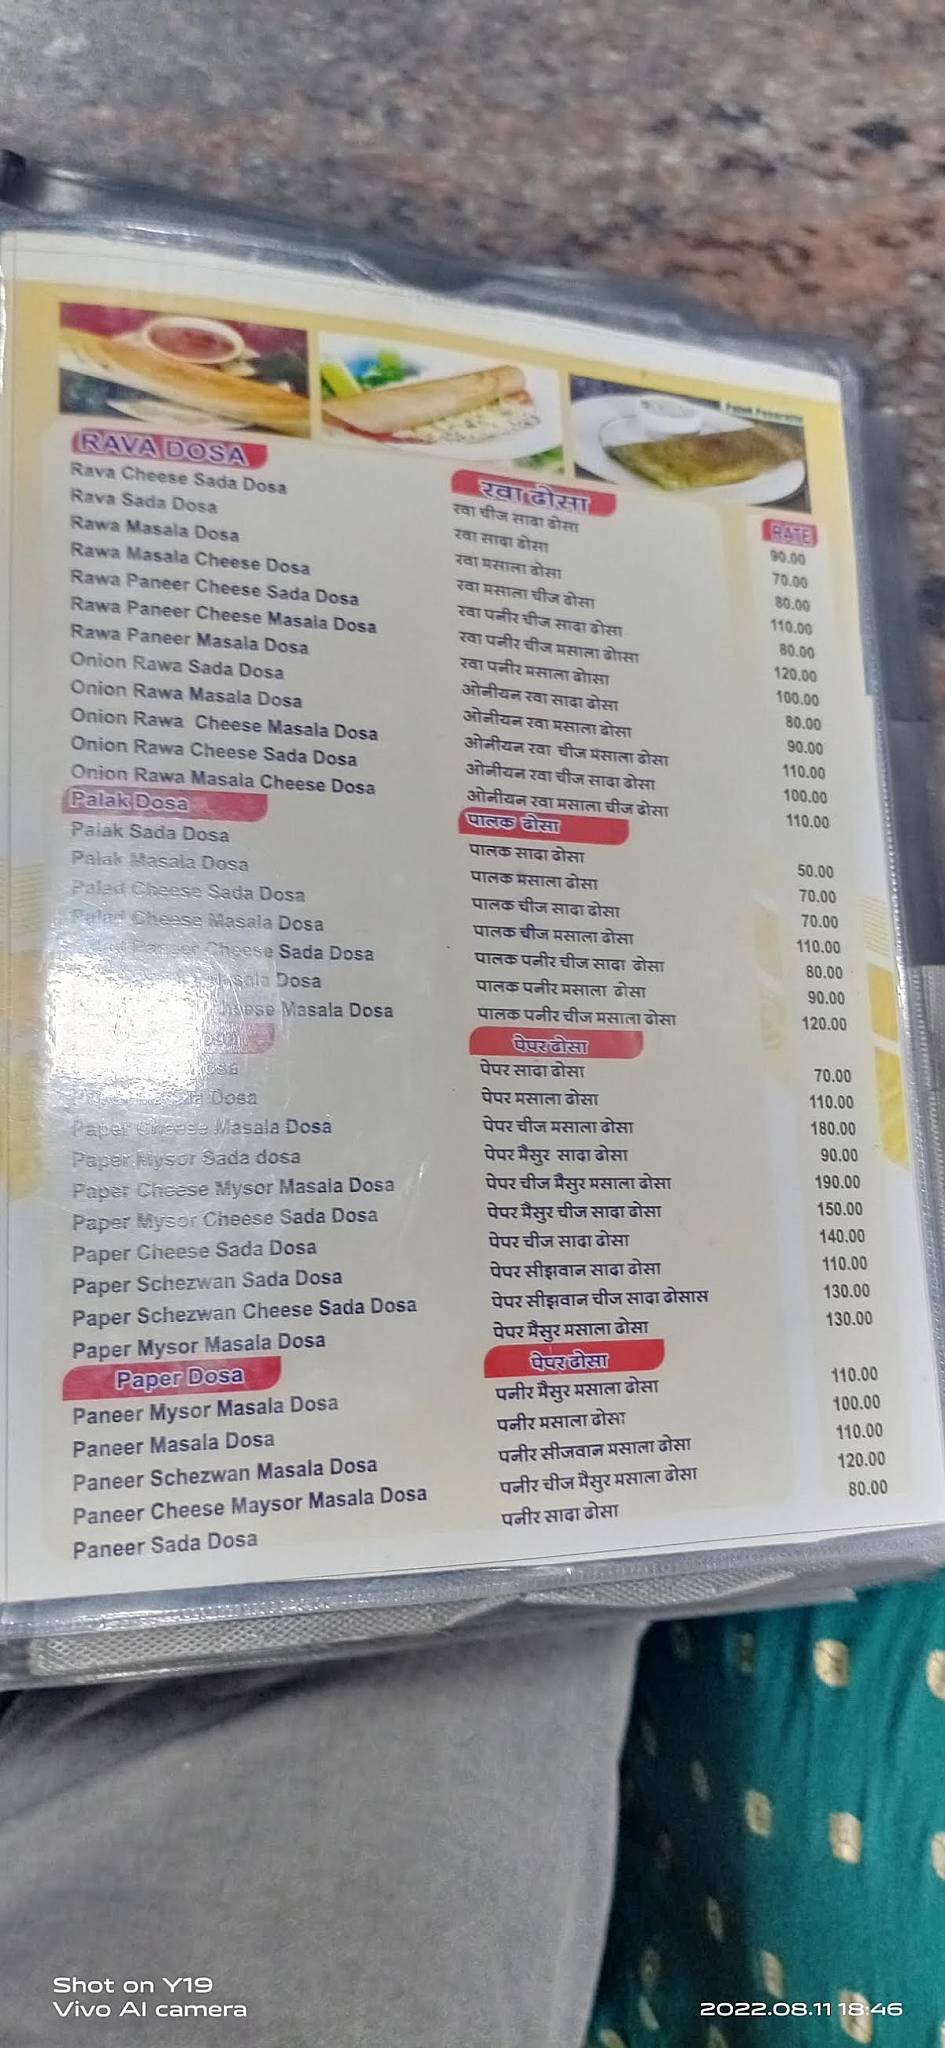 Palak Paneer
RAVA DOSA रवा ढोसा RATE
Rava Cheese Sada Dosa रवा चीज सादा ढोसा 90.00
Rava Sada Dosa रवा सादा ढोसा 70.00
Rawa Masala Dosa रवा मसाला ढोसा 80.00
Rawa Masala Cheese Dosa रवा मसाला चीज ढोसा 110.00
Rawa Paneer Cheese Sada Dosa रवा पनीर चीज सादा ढोसा 80.00
Rawa Paneer Cheese Masala Dosa रवा पनीर चीज मसाला ढोासा 120.00
Rawa Paneer Masala Dosa रवा पनीर मसाला ढोासा 100.00
Onion Rawa Sada Dosa ओनीयन रवा सादा ढोसा 80.00
Onion Rawa Masala Dosa ओनीयन रवा मसाला ढोसा 90.00
Onion Rawa Cheese Masala Dosa ओनीयन रवा चीज मसाला ढोसा 110.00
Onion Rawa Cheese Sada Dosa ओनीयन रवा चीज सादा ढोसा 100.00
Onion Rawa Masala Cheese Dosa ओनीयन रवा मसाला चीज ढोसा 110.00
Palak Dosa पालक ढोसा
Palak Sada Dosa पालक सादा ढोसा 50.00
Palak Masala Dosa पालक मसाला ढोसा 70.00
Palad Cheese Sada Dosa पालक चीज सादा ढोसा 70.00
Palad Cheese Masala Dosa पालक चीज मसाला ढोसा 110.00
Paneer Cheese Sada Dosa पालक पनीर चीज सादा ढोसा 80.00
Masala Dosa पालक पनीर मसाला ढोसा 90.00
Cheese Masala Dosa पालक पनीर चीज मसाला ढोसा 120.00
पेपर ढोसा
Dosa पेपर सादा ढोसा 70.00
Dosa पेपर मसाला ढोसा 110.00
Paper Cheese Masala Dosa पेपर चीज मसाला ढोसा 180.00
Paper Mysor Sada dosa पेपर मैसुर सादा ढोसा 90.00
Paper Cheese Mysor Masala Dosa पेपर चीज मैसुर मसाला ढोसा 190.00
Paper Mysor Cheese Sada Dosa पेपर मैसुर चीज सादा ढोसा 150.00
Paper Cheese Sada Dosa पेपर चीज सादा ढोसा 140.00
Paper Schezwan Sada Dosa पेपर सीझवान सादा ढोसा 110.00
Paper Schezwan Cheese Sada Dosa पेपर सीझवान चीज सादा ढोसास 130.00
Paper Mysor Masala Dosa पेपर मैसुर मसाला ढोसा 130.00
Paper Dosa पेपर ढोसा
Paneer Mysor Masala Dosa पनीर मैसुर मसाला ढोसा 110.00
Paneer Masala Dosa पनीर मसाला ढोसा 100.00
Paneer Schezwan Masala Dosa पनीर सीजवान मसाला ढोसा 110.00
Paneer Cheese Maysor Masala Dosa पनीर चीज मैसुर मसाला ढोसा 120.00
Paneer Sada Dosa पनीर सादा ढोसा 80.00
Shot on Y19
Vivo AI camera
2022.08.11 18:46